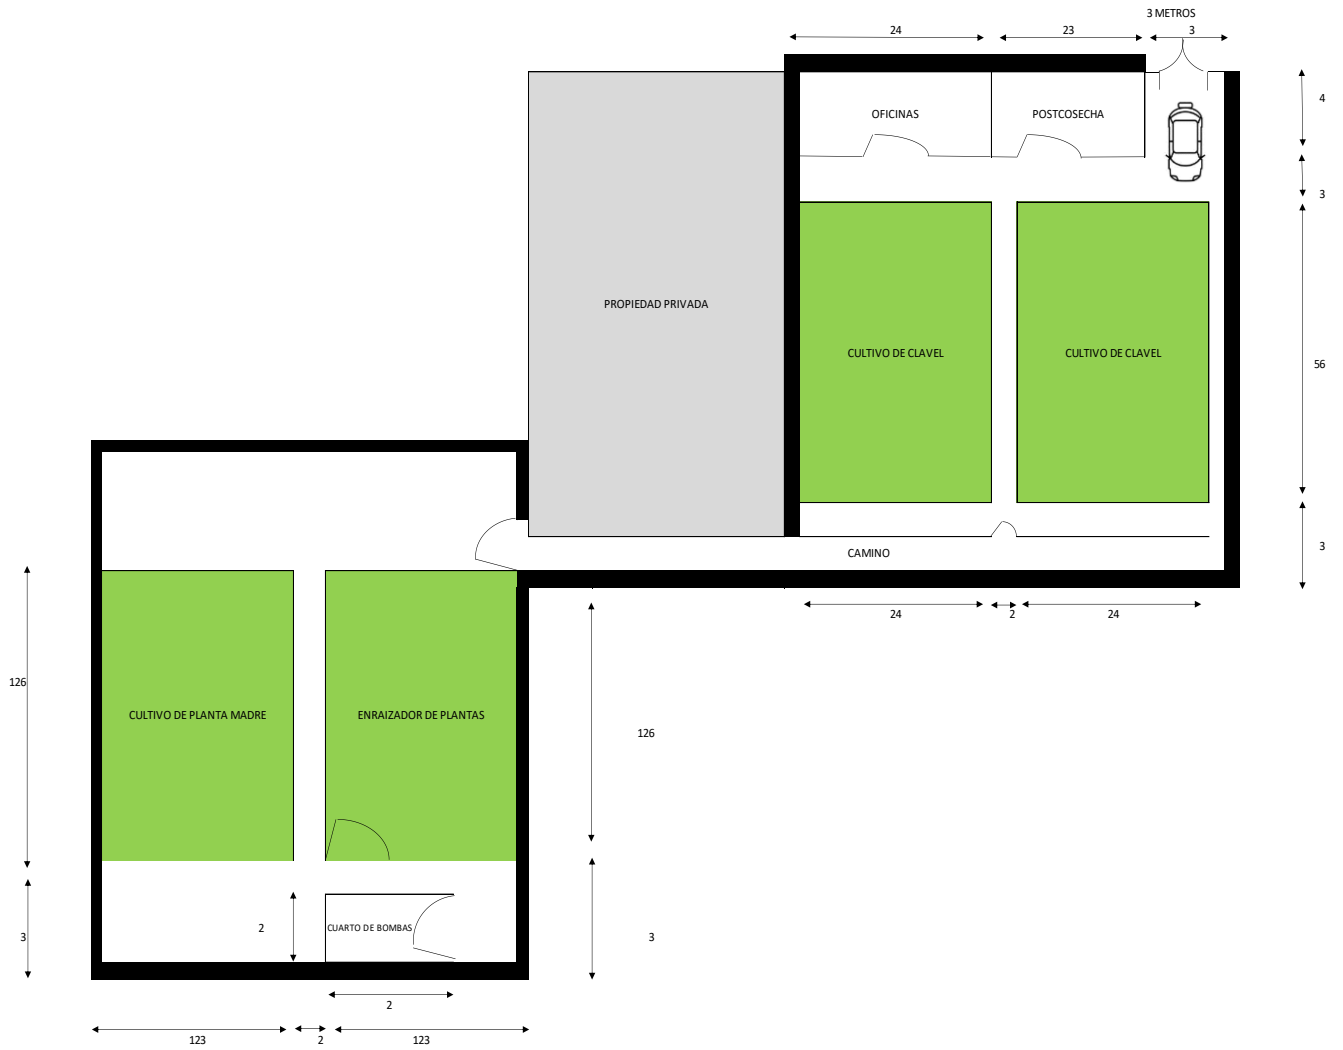 3 METROS
24
23
3
4
OFICINAS
POSTCOSECHA
3
PROPIEDAD PRIVADA
CULTIVO DE CLAVEL
CULTIVO DE CLAVEL
56
CAMINO
3
24
2
24
126
CULTIVO DE PLANTA MADRE
ENRAIZADOR DE PLANTAS
126
2
CUARTO DE BOMBAS
3
3
2
123
2
123